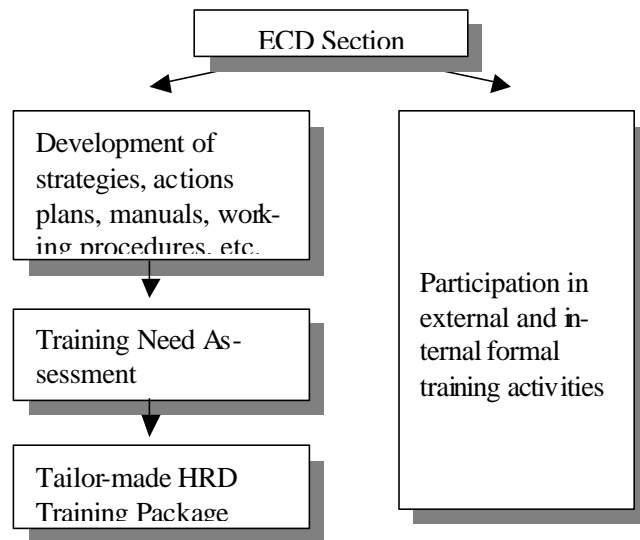 ECD Section
Development of
strategies, actions
plans, manuals, work-
ing procedures, etc.
Training Need As-
sessment
Tailor-made HRD
Training Package
Participation in
external and in-
ternal formal
training activities